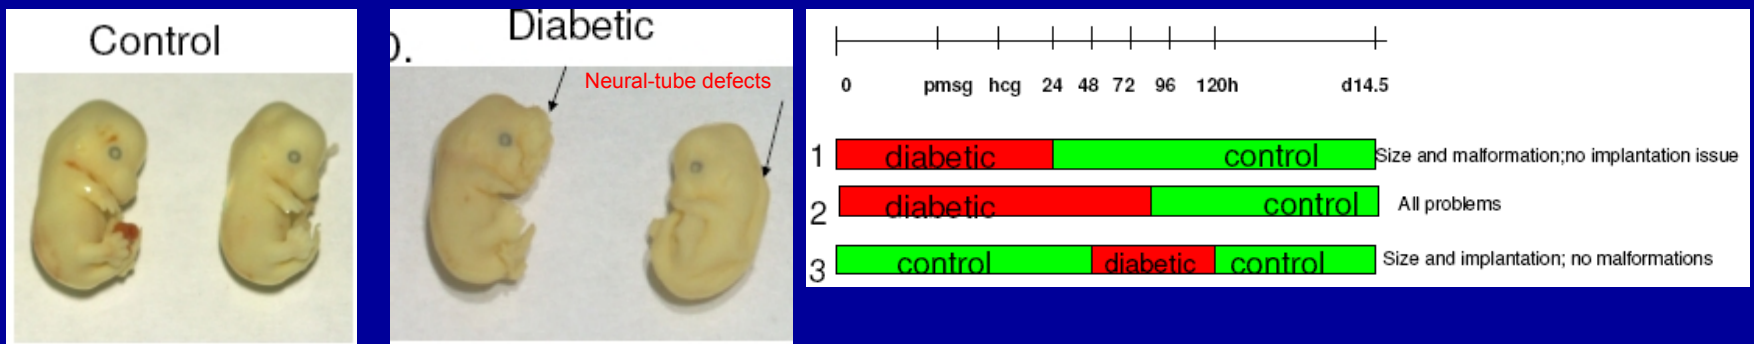 Control
D.
Diabetic
Neural-tube defects
0 pmsg hcg 24 48 72 96 120h d14.5
1 diabetic control Size and malformation;no implantation issue
2 diabetic control All problems
3 control diabetic control Size and implantation; no malformations